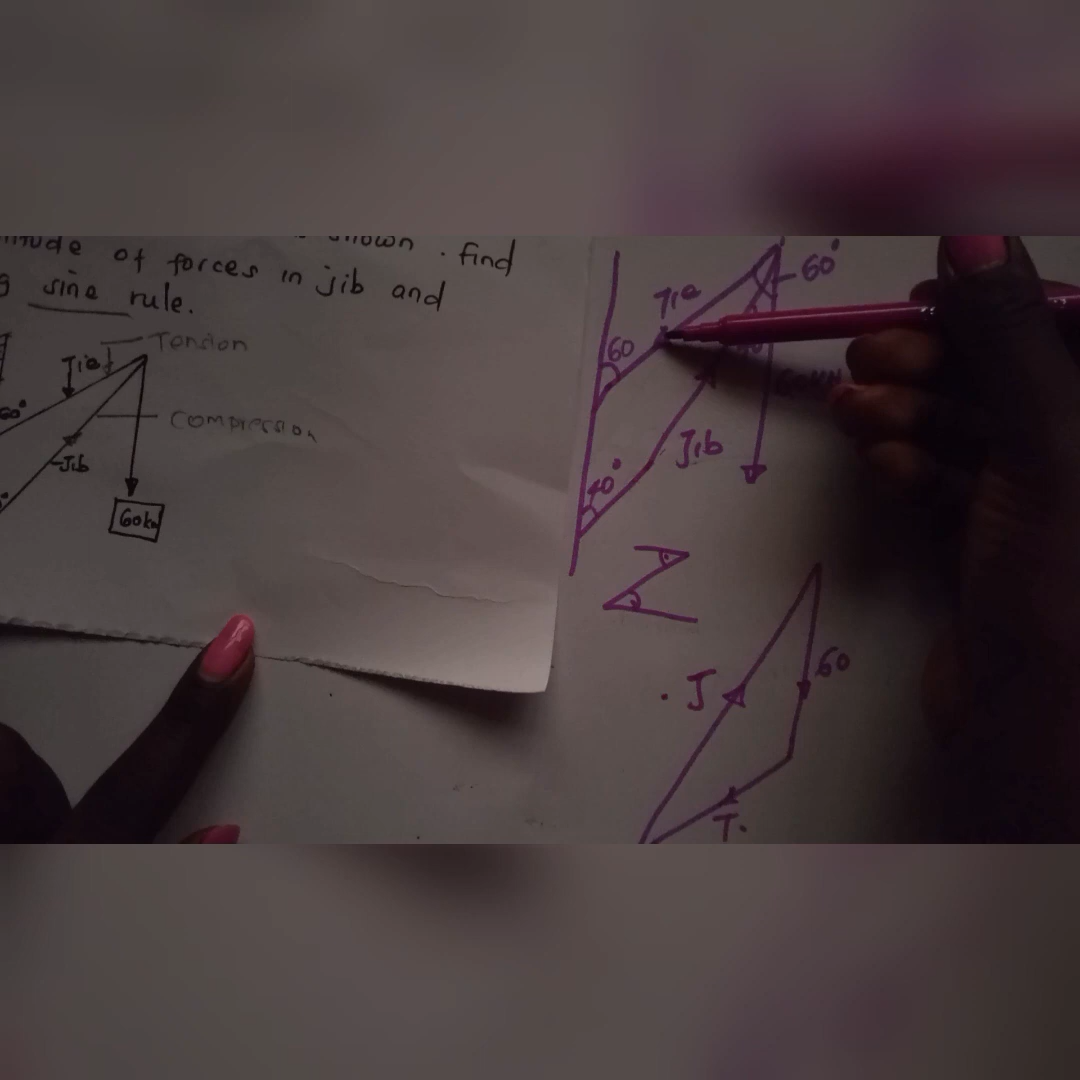 of forces in jib and
shown . find
sine rule.
Tension
Tie
60°
Compression
Jib
60kN
Tie
60°
60
Jib
40°
J
60
T.